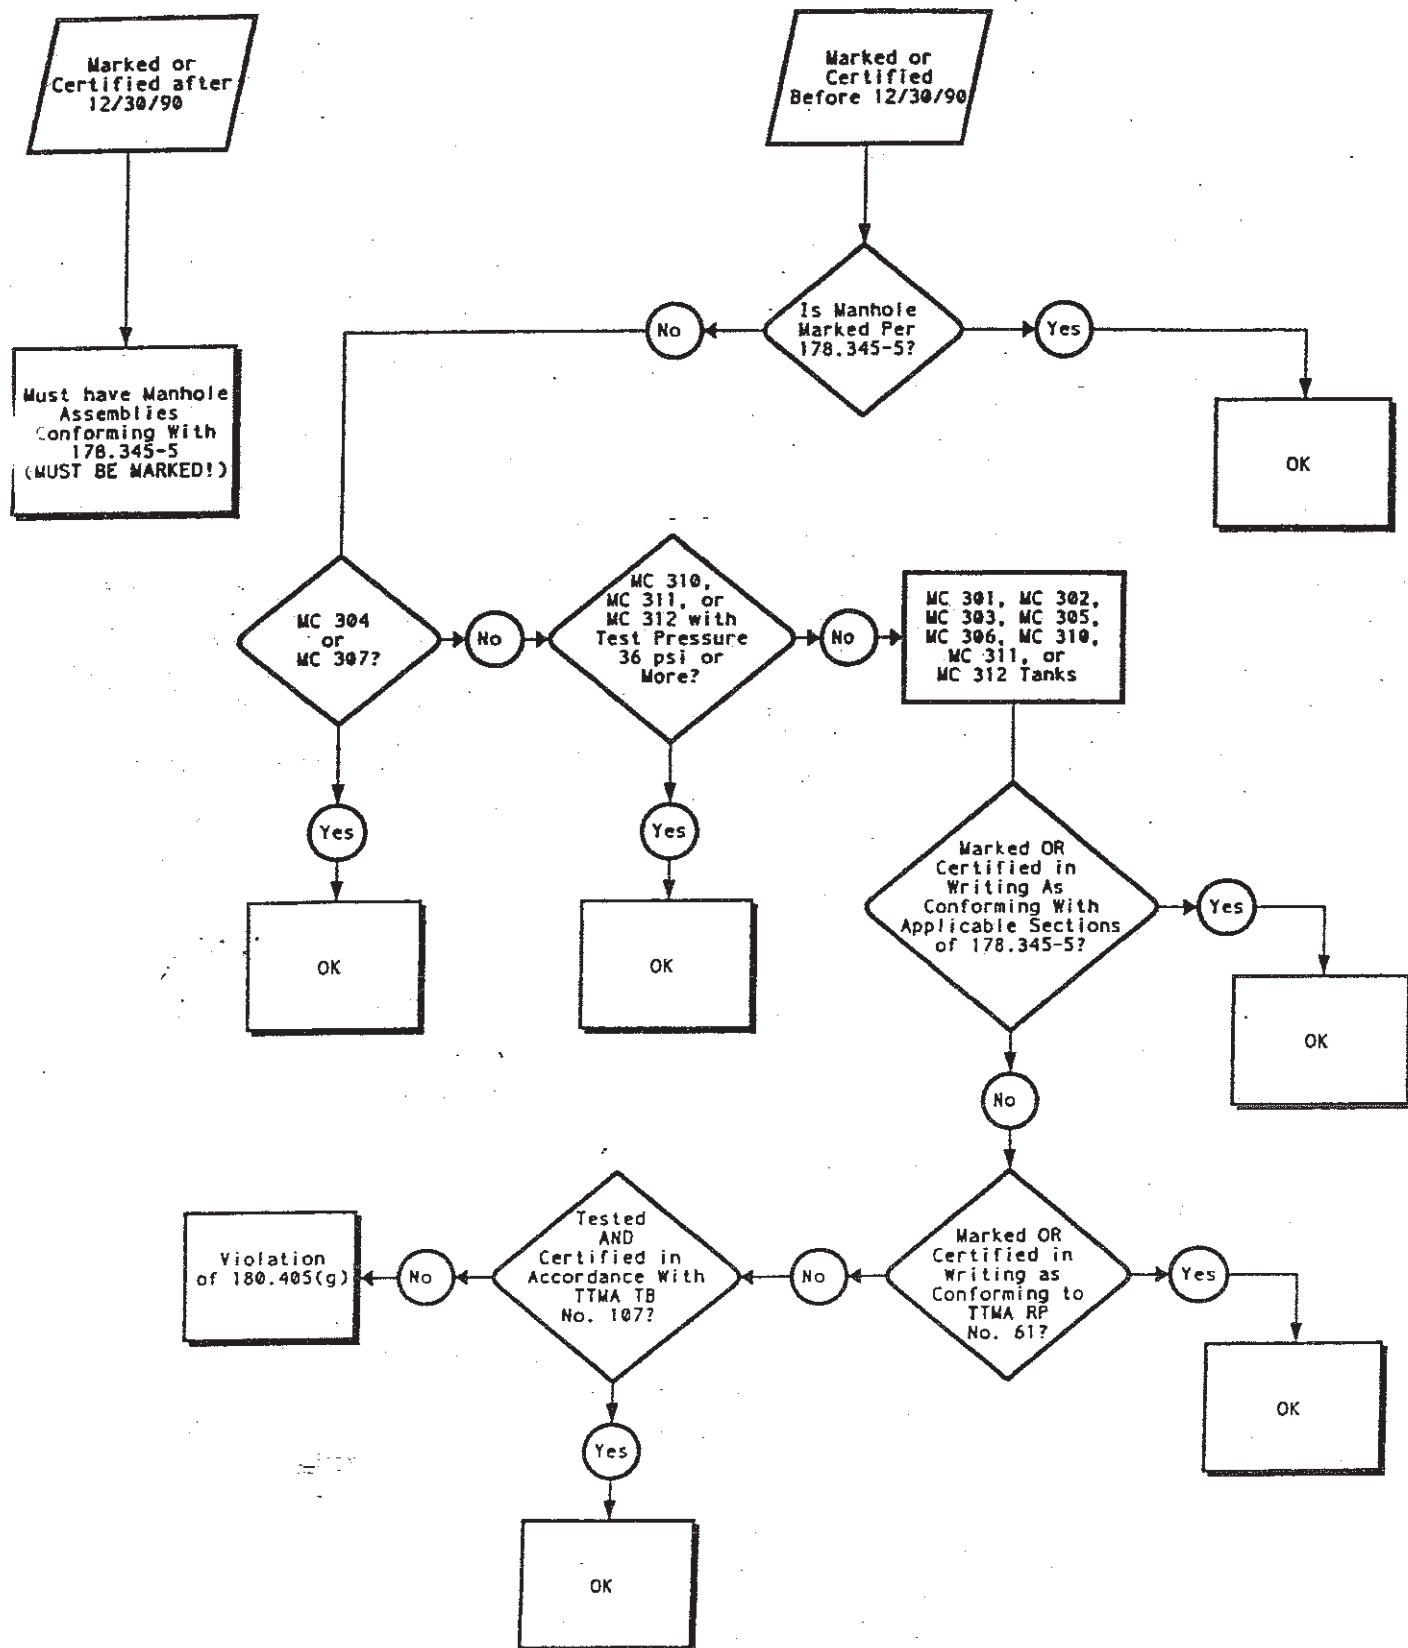 Marked or
Certified after
12/30/90
Marked or
Certified
Before 12/30/90
Is Manhole
Marked Per
178.345-5?
No
Yes
Must have Manhole
Assemblies
Conforming With
178.345-5
(MUST BE MARKED!)
OK
MC 304
or
MC 307?
No
MC 310,
MC 311, or
MC 312 with
Test Pressure
36 psi or
More?
No
MC 301, MC 302,
MC 303, MC 305,
MC 306, MC 310,
MC 311, or
MC 312 Tanks
Yes
Yes
Marked OR
Certified in
Writing As
Conforming With
Applicable Sections
of 178.345-5?
Yes
OK
OK
OK
No
Marked OR
Certified in
Writing as
Conforming to
TTMA RP
No. 61?
Yes
No
Tested
AND
Certified in
Accordance With
TTMA TB
No. 107?
No
Violation
of 180.405(g)
OK
Yes
OK